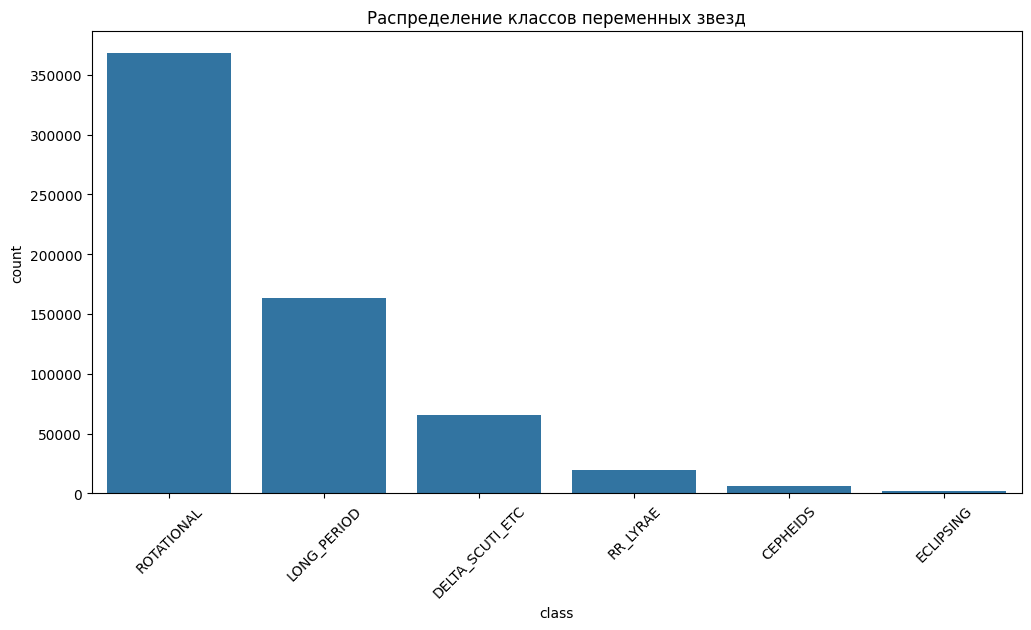 Распределение классов переменных звезд
350000
300000
250000
200000
150000
100000
50000
0
count
ROTATIONAL
LONG_PERIOD
DELTA_SCUTI_ETC
RR_LYRAE
CEPHEIDS
ECLIPSING
class